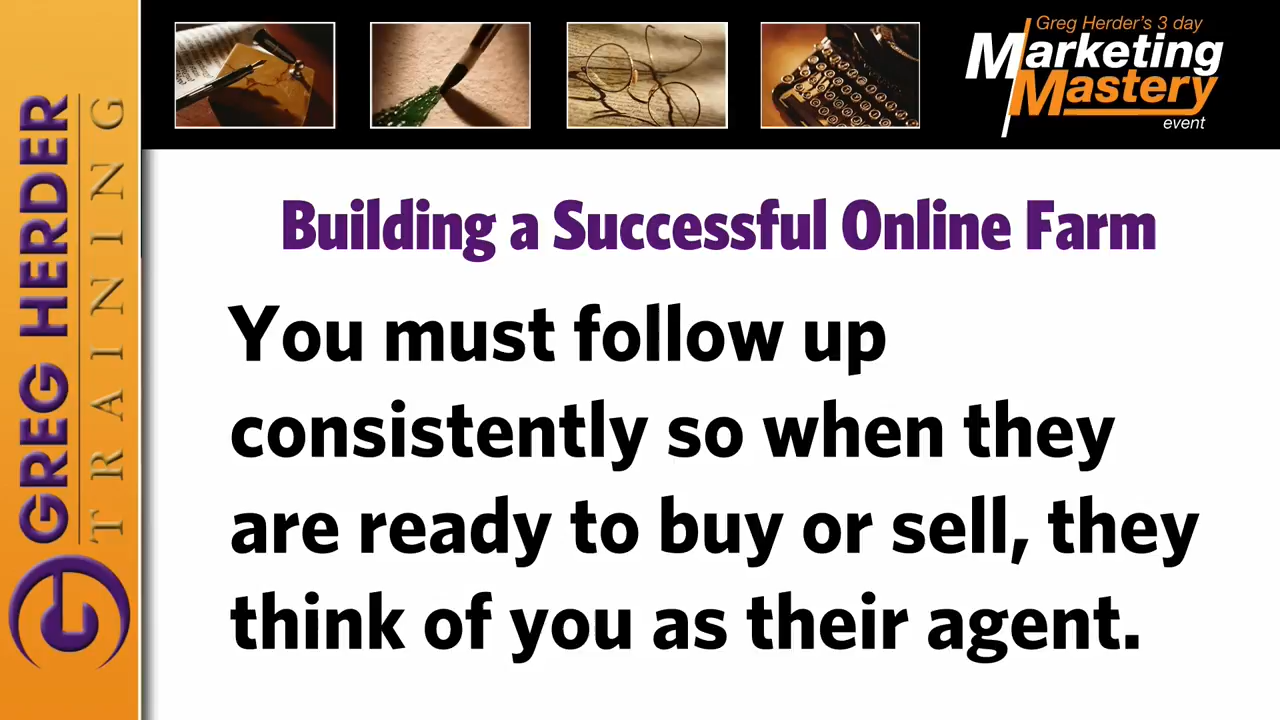 Greg Herder's 3 day
Marketing
Mastery
event
GREG HERDER
TRAINING
Building a Successful Online Farm
You must follow up
consistently so when they
are ready to buy or sell, they
think of you as their agent.